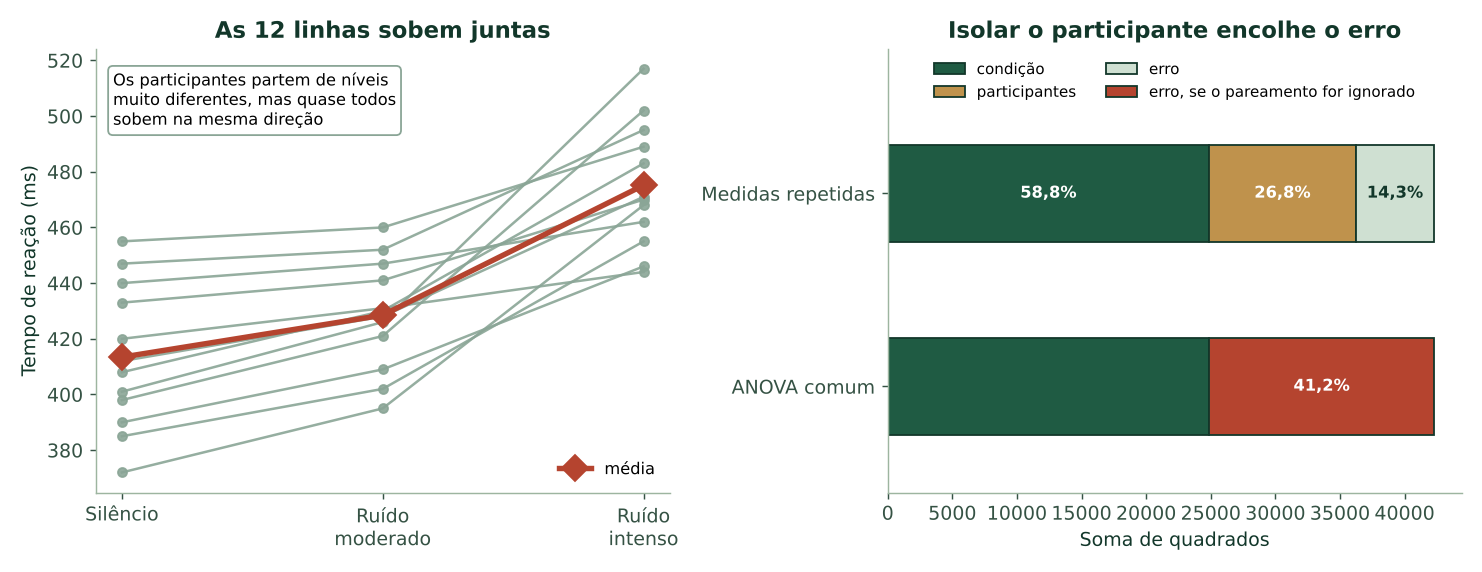 As 12 linhas sobem juntas
Tempo de reação (ms)
520
500
480
460
440
420
400
380
Os participantes partem de níveis
muito diferentes, mas quase todos
sobem na mesma direção
média
Silêncio
Ruído
moderado
Ruído
intenso
Isolar o participante encolhe o erro
condição
participantes
erro
erro, se o pareamento for ignorado
Medidas repetidas
58,8%
26,8%
14,3%
ANOVA comum
41,2%
0
5000
10000
15000
20000
25000
30000
35000
40000
Soma de quadrados